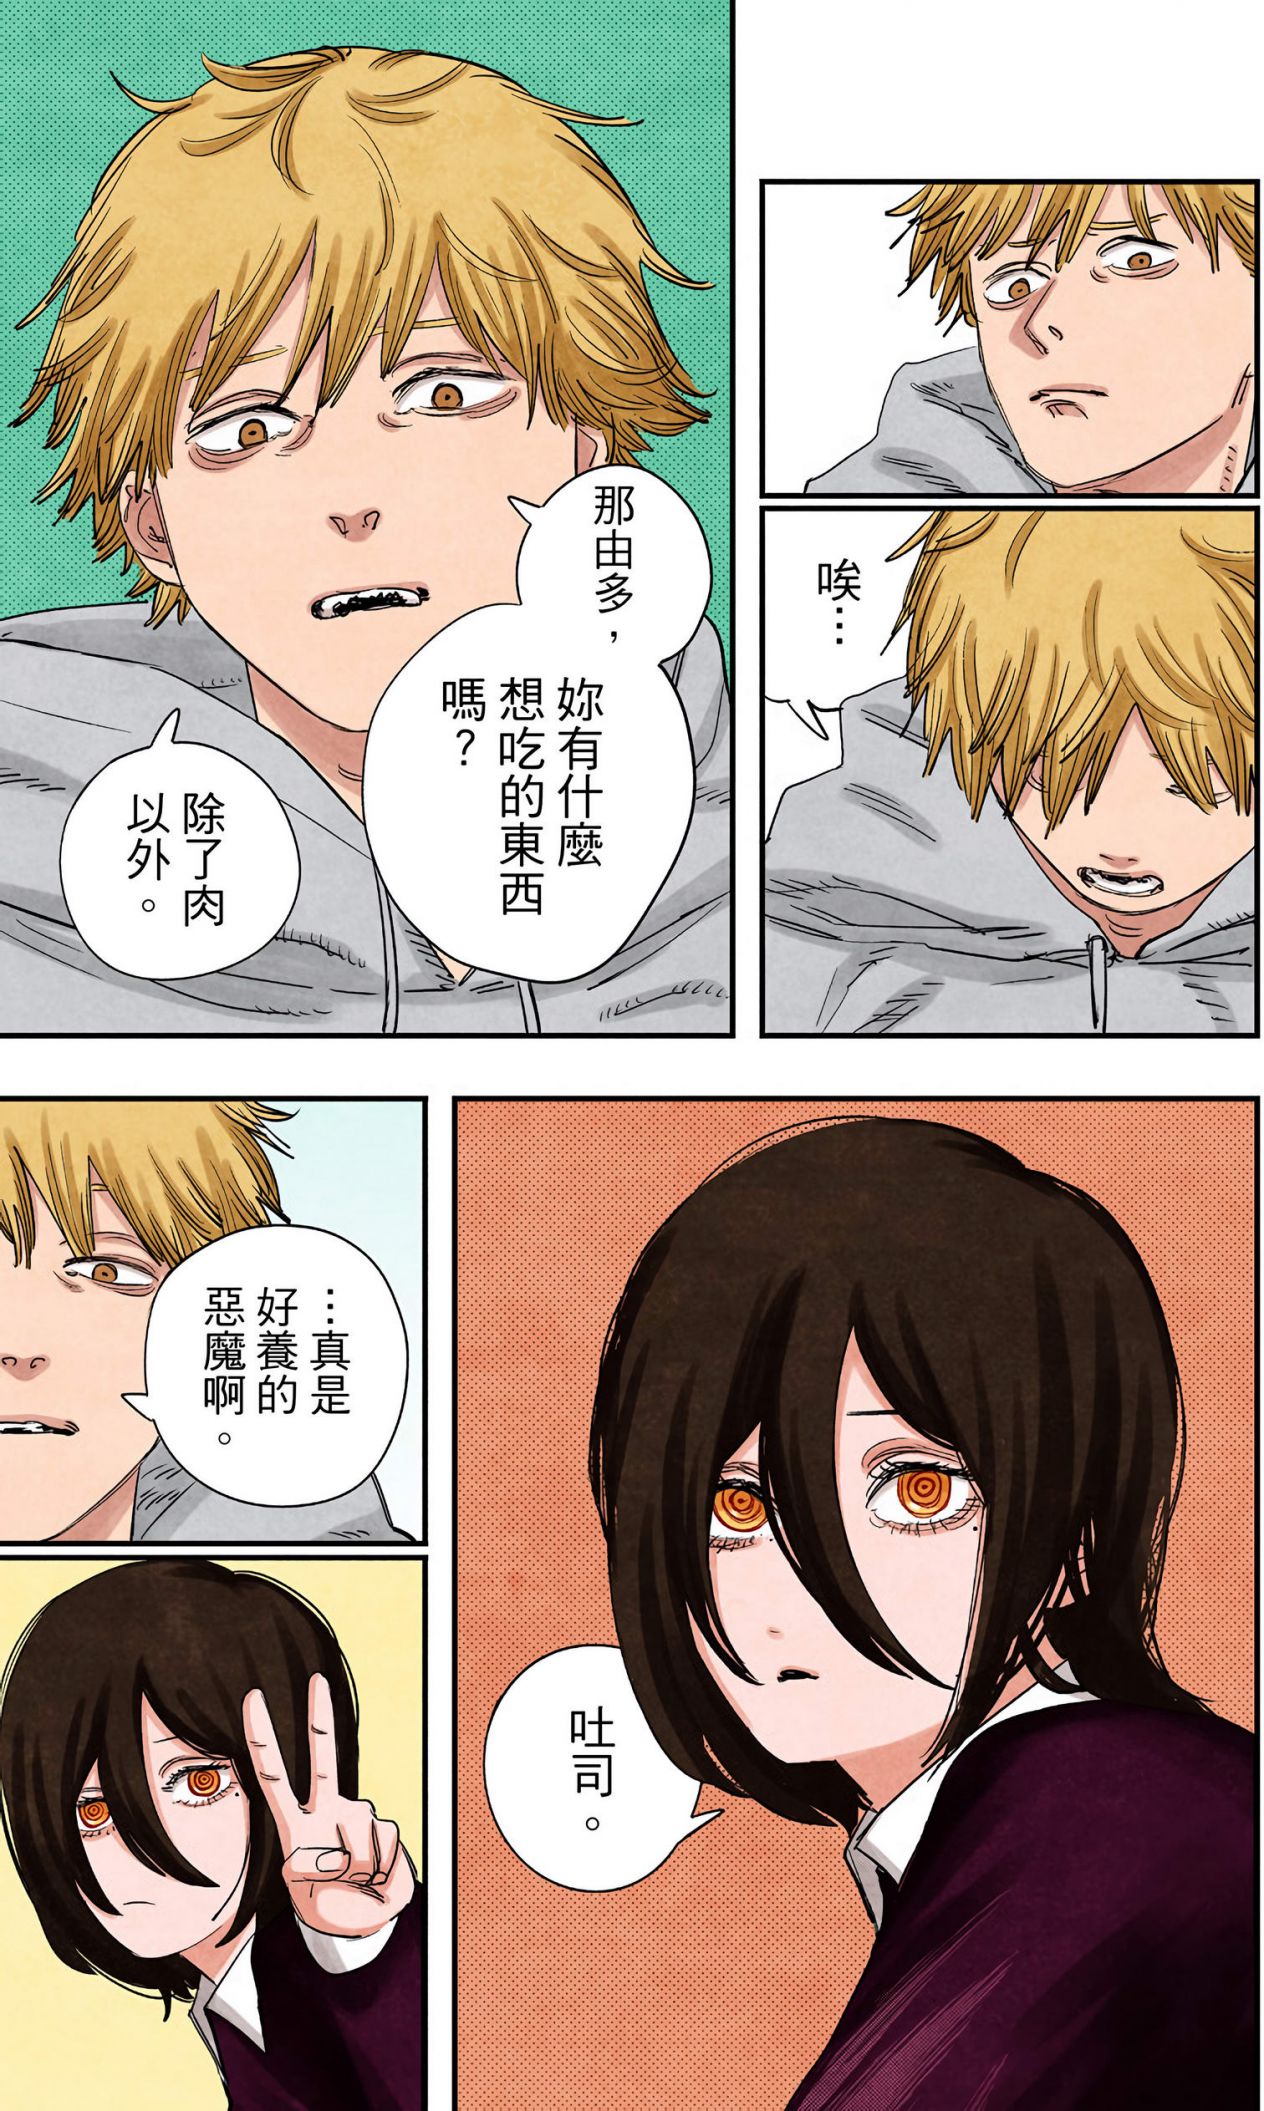 唉…
那由多，
妳有什麼
想吃的東西
嗎？
除了肉
以外。
吐司。
…真是
好養的
惡魔啊。